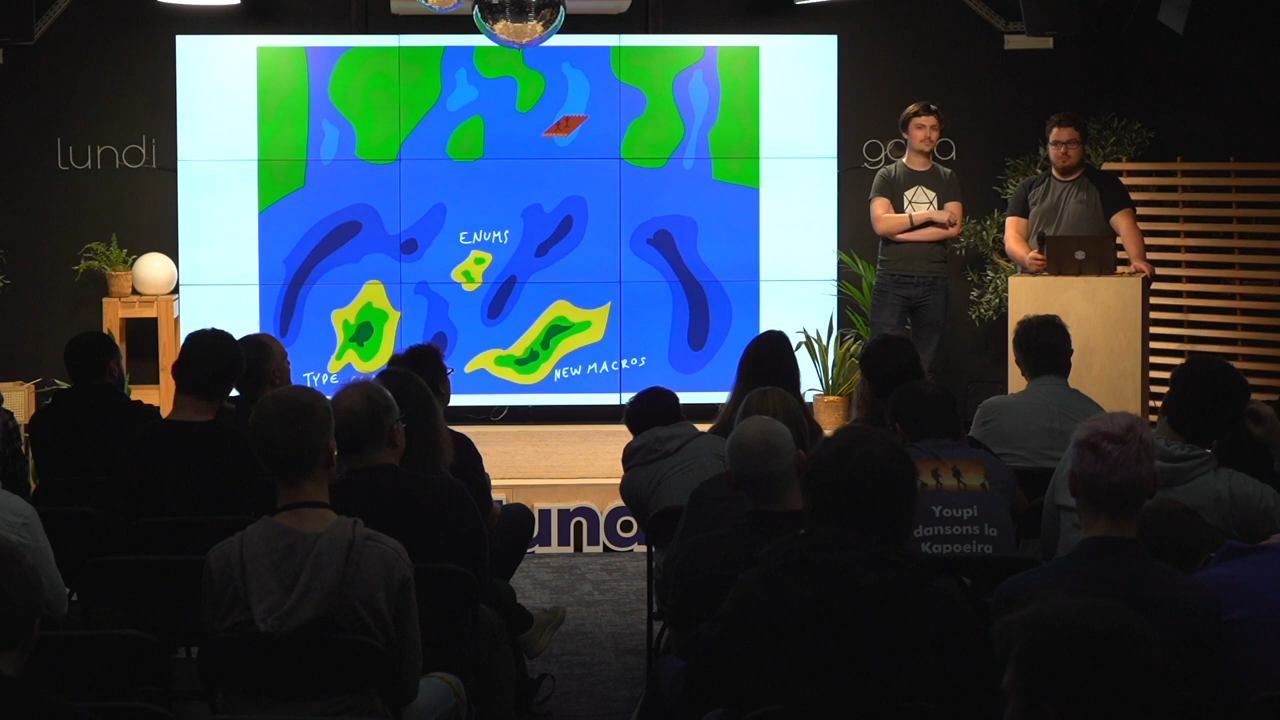 lundi
ENUMS
TYPE
NEW MACROS
Youpi
dansons la
Kapoeira